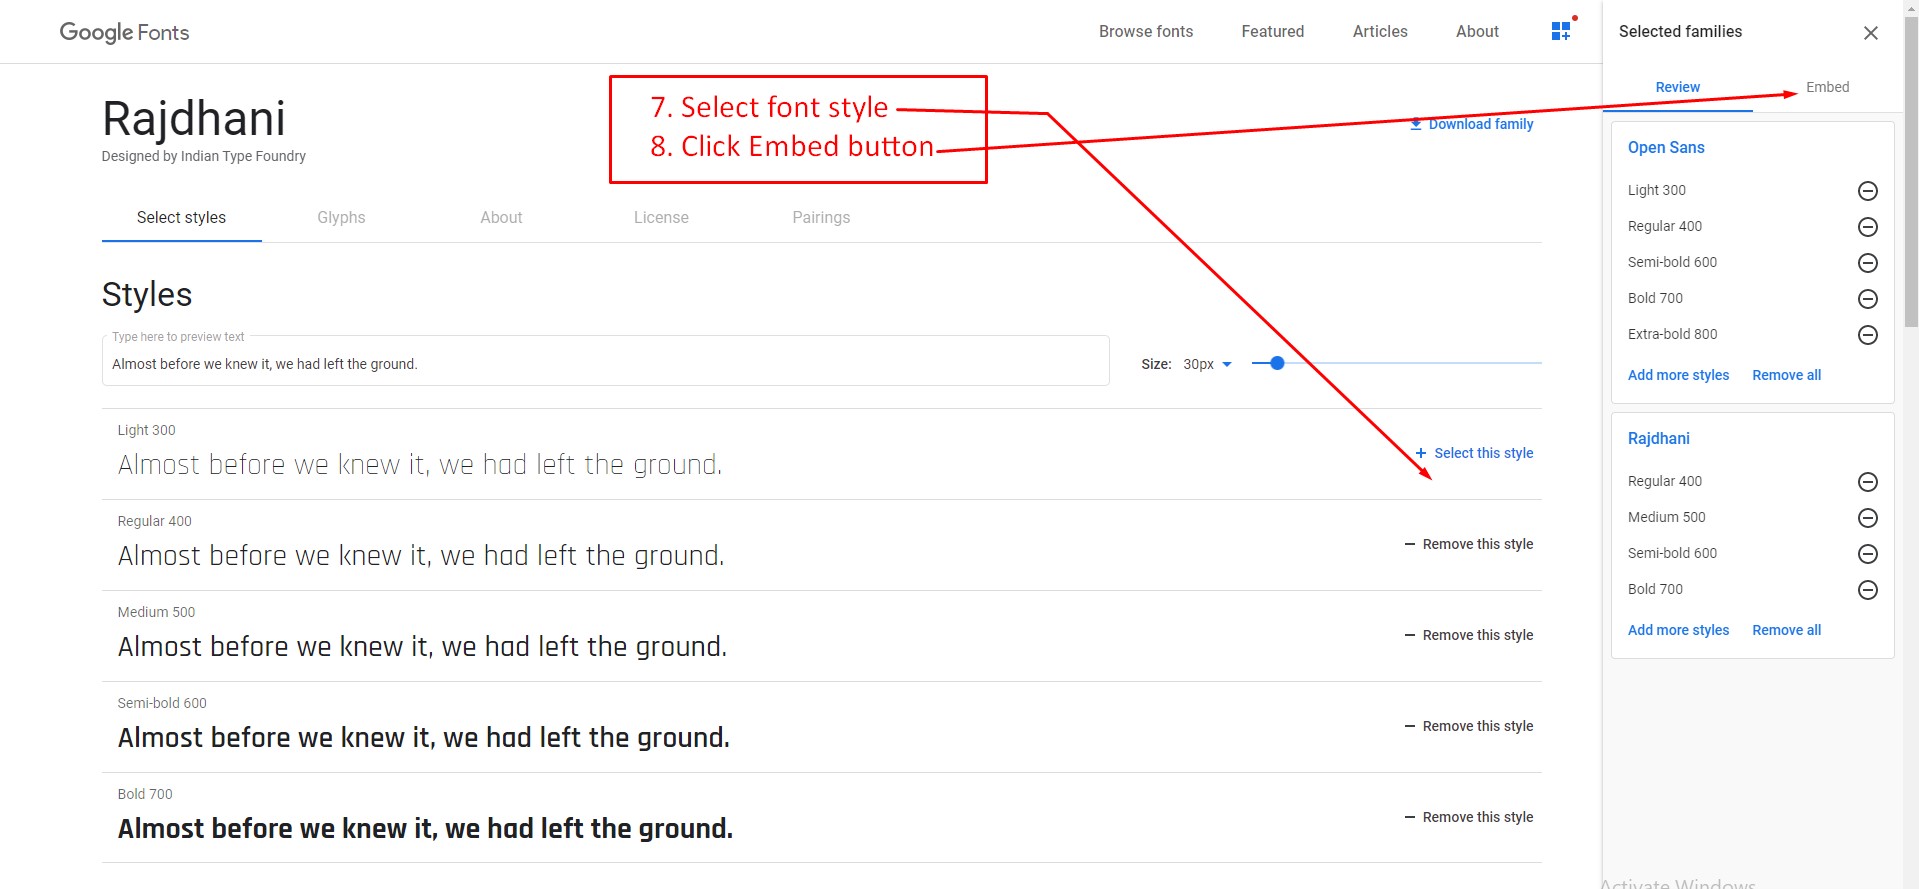 Google Fonts
Browse fonts
Featured
Articles
About
Rajdhani
Designed by Indian Type Foundry
7. Select font style
8. Click Embed button
Download family
Select styles
Glyphs
About
License
Pairings
Styles
Type here to preview text
Almost before we knew it, we had left the ground.
Size: 30px
Light 300
Almost before we knew it, we had left the ground.
+ Select this style
Regular 400
Almost before we knew it, we had left the ground.
— Remove this style
Medium 500
Almost before we knew it, we had left the ground.
— Remove this style
Semi-bold 600
Almost before we knew it, we had left the ground.
— Remove this style
Bold 700
Almost before we knew it, we had left the ground.
— Remove this style
Selected families
Review
Embed
Open Sans
Light 300
Regular 400
Semi-bold 600
Bold 700
Extra-bold 800
Add more styles
Remove all
Rajdhani
Regular 400
Medium 500
Semi-bold 600
Bold 700
Add more styles
Remove all
Activate Windows